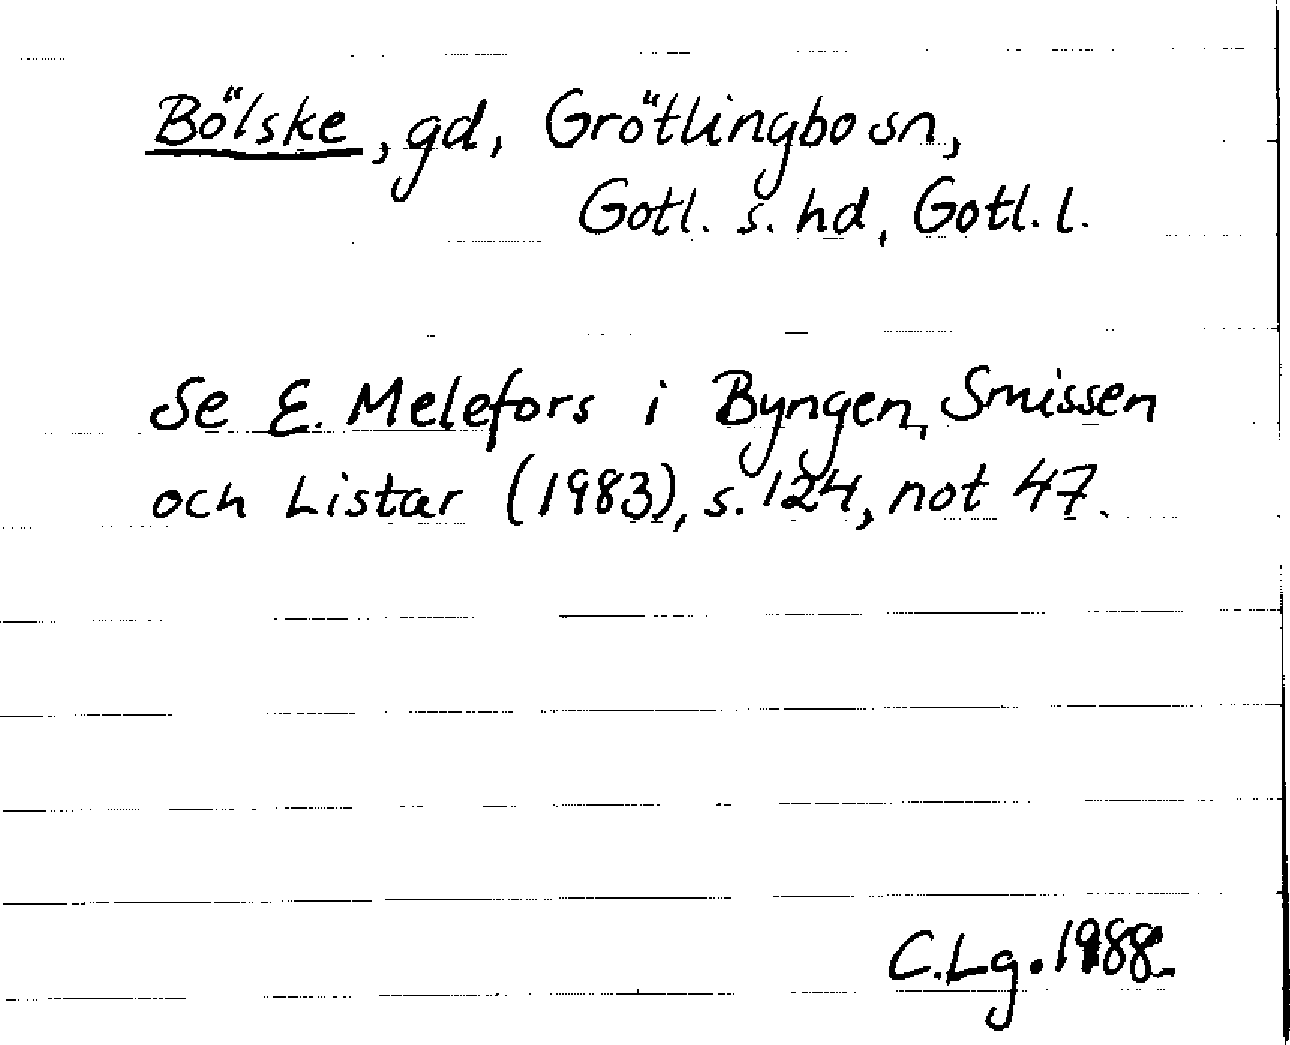 Bölske, gd, Grötlingbo sn,
Gotl. s. hd, Gotl. l.
Se E. Melefors i Byngen, Smissen
och Listar (1983), s. 124, not 47.
C.Lg. 1988.